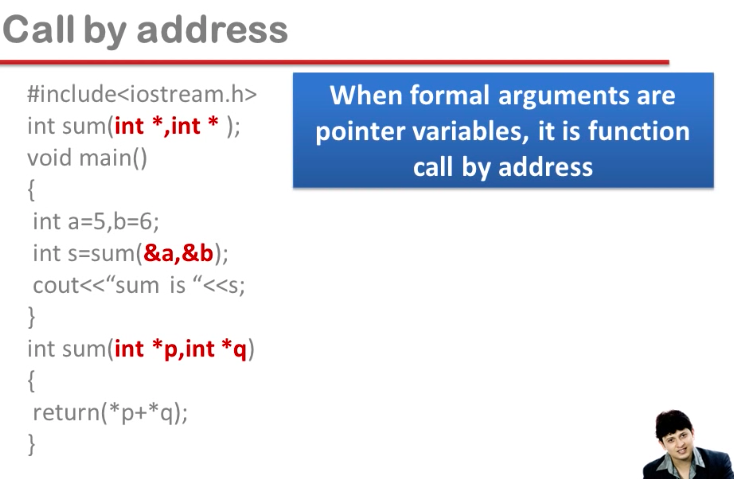 Call by address
#include<iostream.h>
int sum(int *,int * );
void main()
{
int a=5,b=6;
int s=sum(&a,&b);
cout<<“sum is “<<s;
}
int sum(int *p,int *q)
{
return(*p+*q);
}
When formal arguments are
pointer variables, it is function
call by address